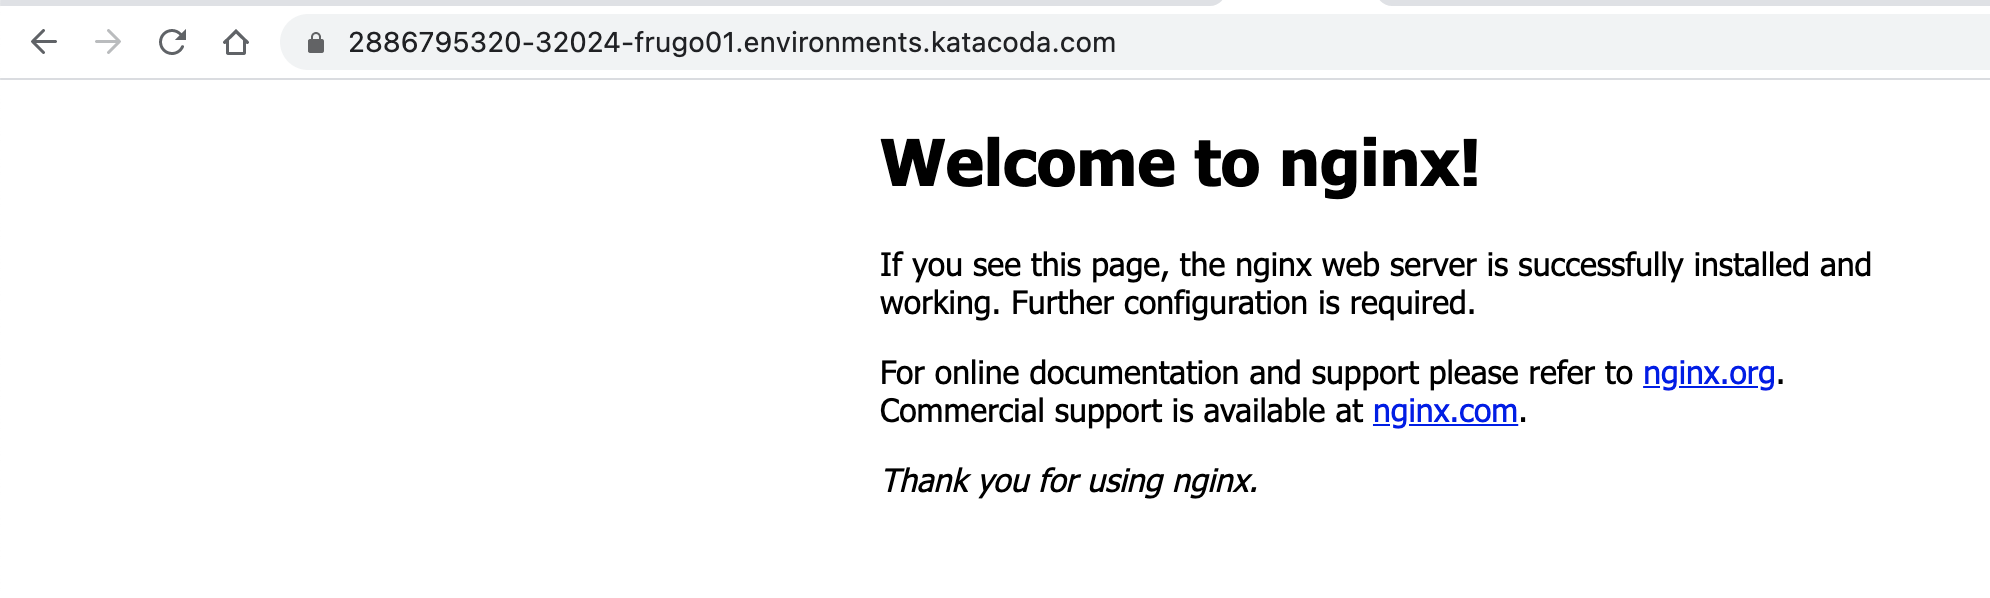 2886795320-32024-frugo01.environments.katacoda.com
Welcome to nginx!
If you see this page, the nginx web server is successfully installed and
working. Further configuration is required.
For online documentation and support please refer to nginx.org.
Commercial support is available at nginx.com.
Thank you for using nginx.